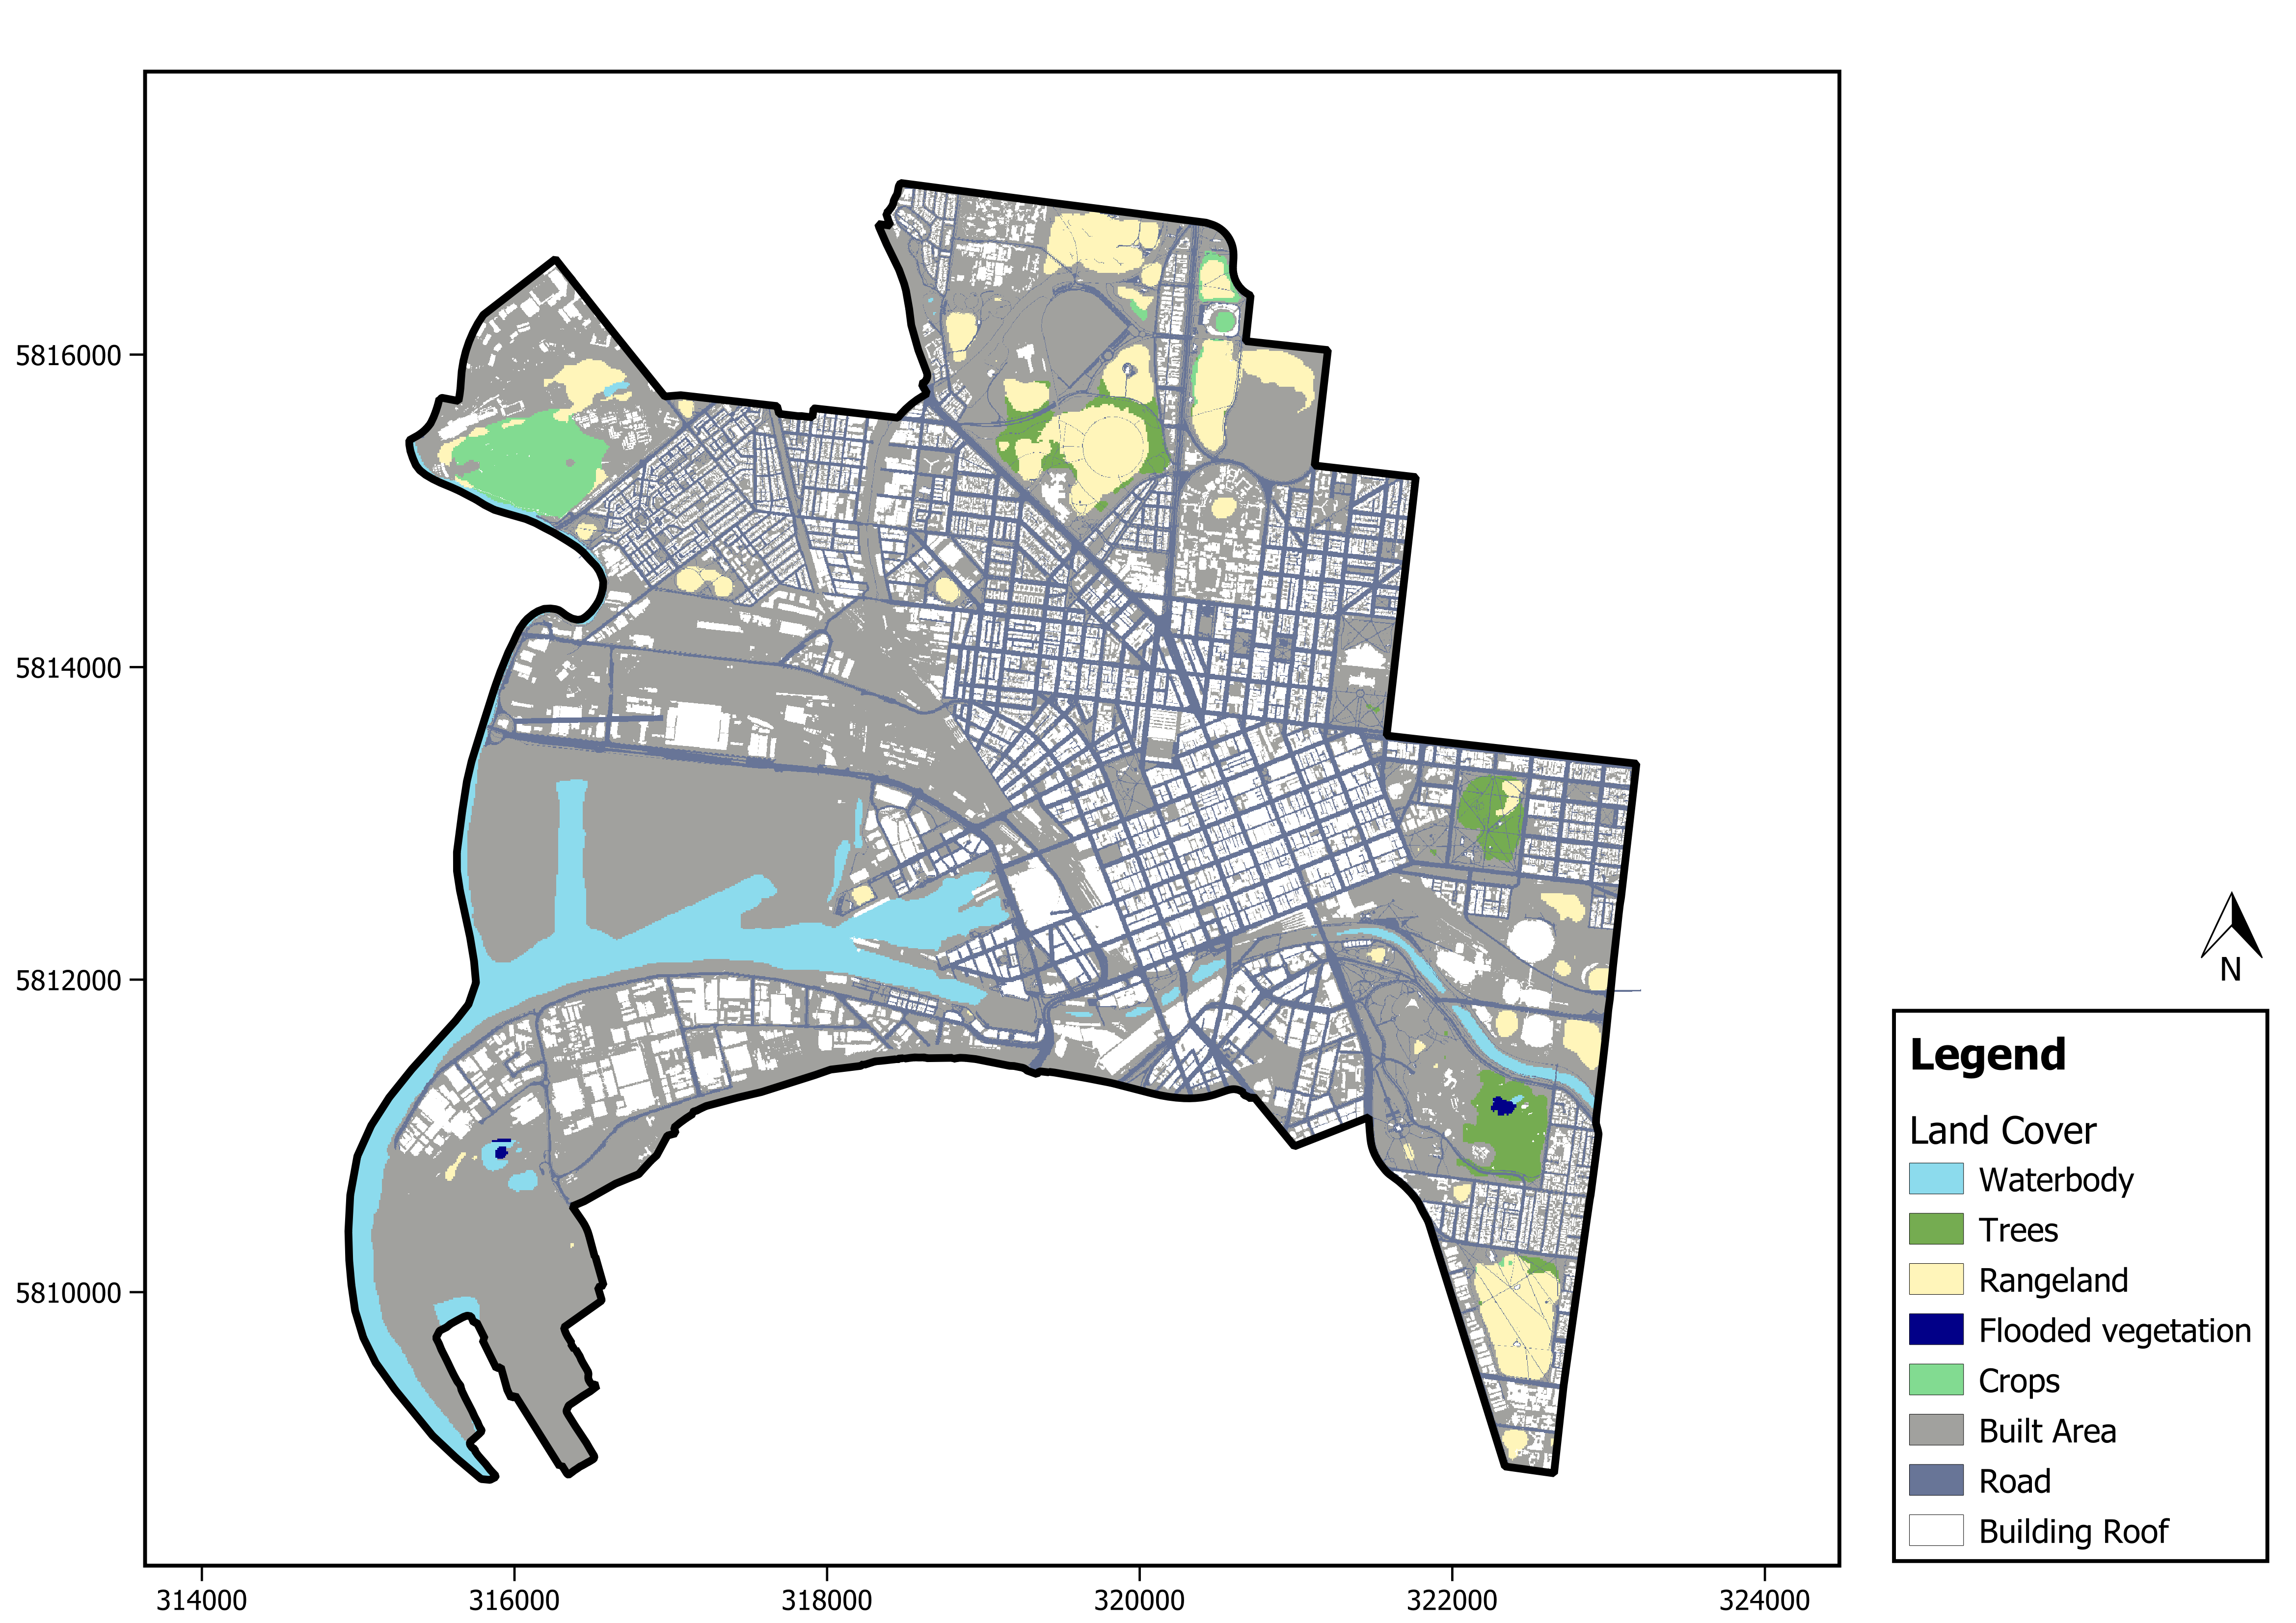 5816000
5814000
5812000
5810000
314000
316000
318000
320000
322000
324000
N
Legend
Land Cover
Waterbody
Trees
Rangeland
Flooded vegetation
Crops
Built Area
Road
Building Roof